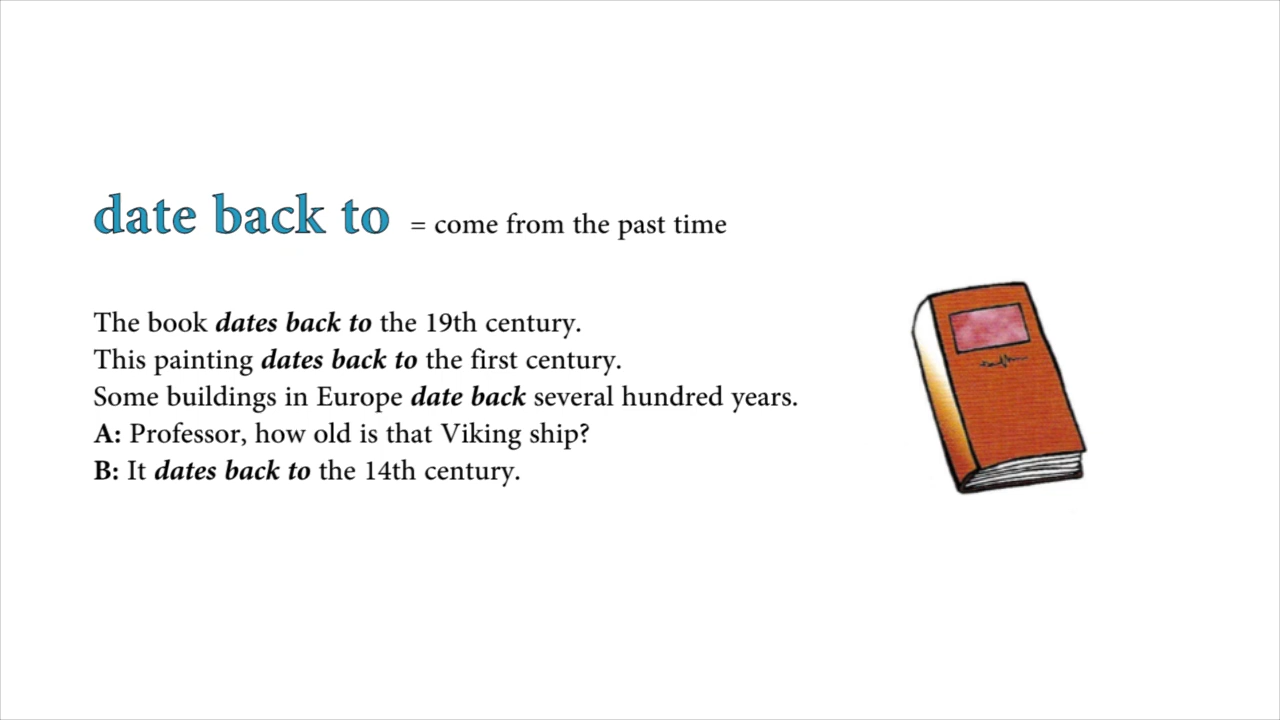 date back to = come from the past time
The book dates back to the 19th century.
This painting dates back to the first century.
Some buildings in Europe date back several hundred years.
A: Professor, how old is that Viking ship?
B: It dates back to the 14th century.